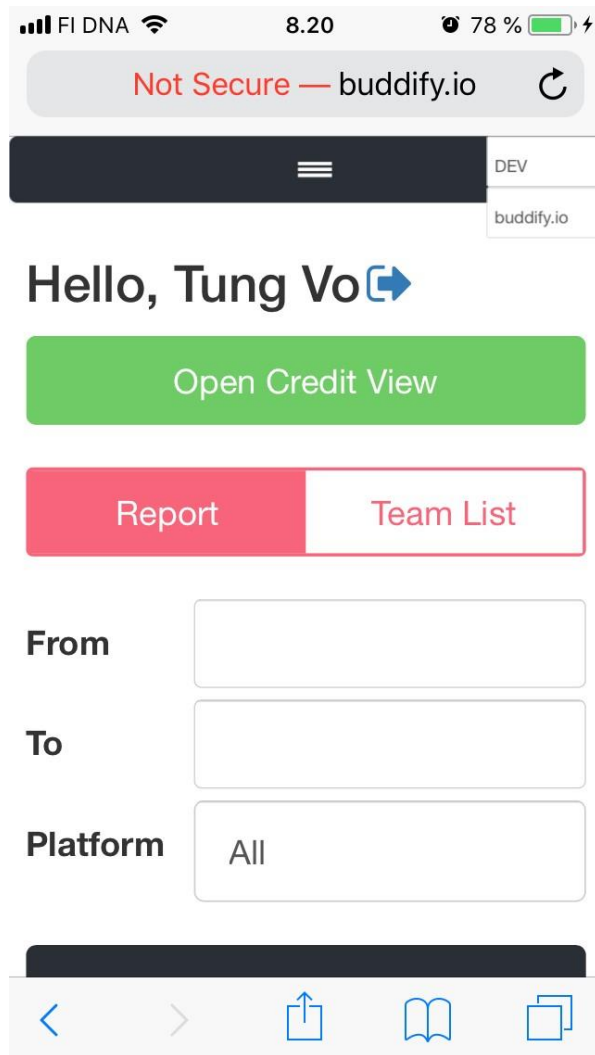 FI DNA 8.20 78 %
Not Secure — buddify.io
DEV
buddify.io
Hello, Tung Vo
Open Credit View
Report Team List
From
To
Platform All